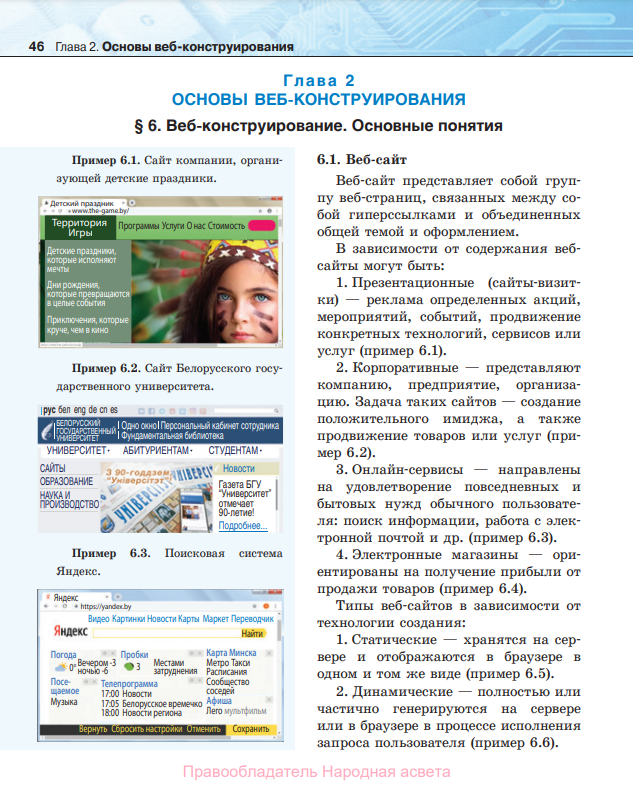 46 Глава 2. Основы веб-конструирования
Глава 2
ОСНОВЫ ВЕБ-КОНСТРУИРОВАНИЯ
§ 6. Веб-конструирование. Основные понятия
Пример 6.1. Сайт компании, органи-
зующей детские праздники.
Детский праздник
www.the-game.by/
Территория
Игры
Программы Услуги О нас Стоимость
Детские праздники,
которые исполняют
мечты
Дни рождения,
которые превращаются
в целые события
Приключения, которые
круче, чем в кино
Пример 6.2. Сайт Белорусского госу-
дарственного университета.
рус бел eng de cn es
БЕЛОРУССКИЙ
ГОСУДАРСТВЕННЫЙ
УНИВЕРСИТЕТ
Одно окно Персональный кабинет сотрудника
Фундаментальная библиотека
УНИВЕРСИТЕТ АБИТУРИЕНТАМ СТУДЕНТАМ
САЙТЫ
ОБРАЗОВАНИЕ
НАУКА И
ПРОИЗВОДСТВО
З 90-годдзем
"Універсітэт"!
Новости
Газета БГУ
"Университет"
отмечает
90-летие!
Подробнее...
Пример 6.3. Поисковая система
Яндекс.
Яндекс
https://yandex.by
Видео Картинки Новости Карты Маркет Переводчик
Яндекс
Найти
Погода
0° Вечером -3
ночью -6
Пробки
3 Местами
затруднения
Карта Минска
Метро Такси
Расписания
Сообщество
соседей
Посе-
щаемое
Музыка
Телепрограмма
17:00 Новости
17:05 Белорусское времечко
18:00 Новости региона
Афиша
Лего мультфильм
Вернуть Сбросить настройки Отменить Сохранить
6.1. Веб-сайт
Веб-сайт представляет собой груп-
пу веб-страниц, связанных между со-
бой гиперссылками и объединенных
общей темой и оформлением.
В зависимости от содержания веб-
сайты могут быть:
1. Презентационные (сайты-визит-
ки) — реклама определенных акций,
мероприятий, событий, продвижение
конкретных технологий, сервисов или
услуг (пример 6.1).
2. Корпоративные — представляют
компанию, предприятие, организа-
цию. Задача таких сайтов — создание
положительного имиджа, а также
продвижение товаров или услуг (при-
мер 6.2).
3. Онлайн-сервисы — направлены
на удовлетворение повседневных и
бытовых нужд обычного пользовате-
ля: поиск информации, работа с элек-
тронной почтой и др. (пример 6.3).
4. Электронные магазины — ори-
ентированы на получение прибыли от
продажи товаров (пример 6.4).
Типы веб-сайтов в зависимости от
технологии создания:
1. Статические — хранятся на сер-
вере и отображаются в браузере в
одном и том же виде (пример 6.5).
2. Динамические — полностью или
частично генерируются на сервере
или в браузере в процессе исполнения
запроса пользователя (пример 6.6).
Правообладатель Народная асвета